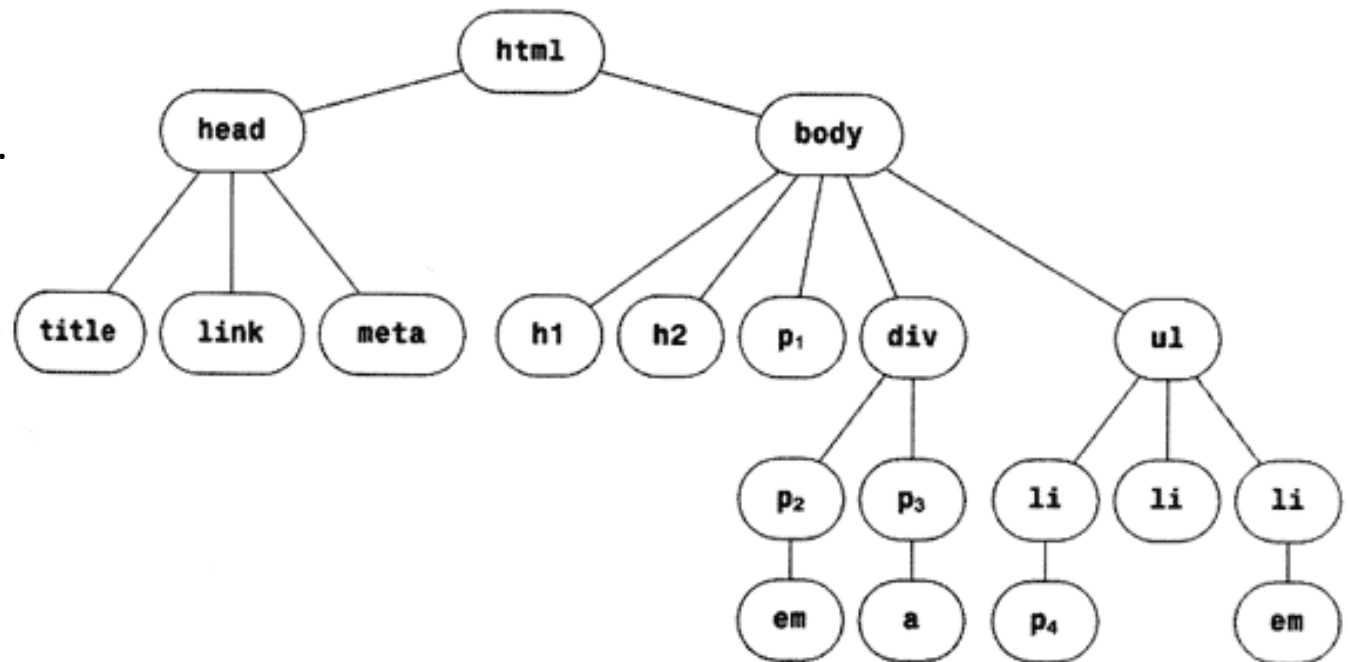 html
head
body
.
title link meta h1 h2 p₁ div ul
p₂ p₃ li li li
em a p₄ em